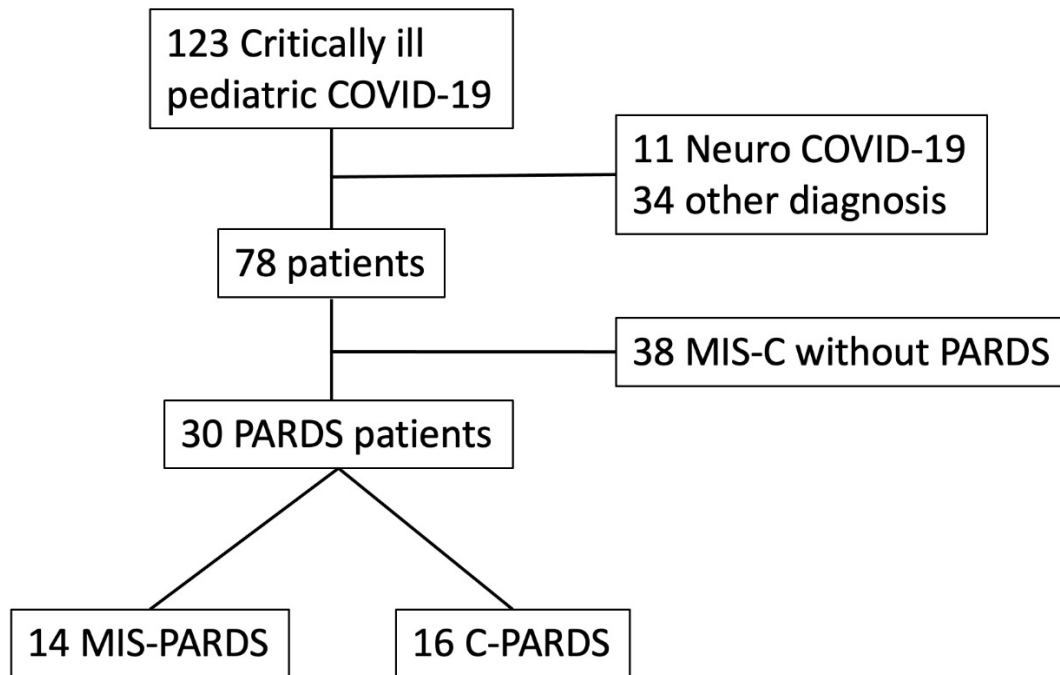 123 Critically ill
pediatric COVID-19
11 Neuro COVID-19
34 other diagnosis
78 patients
38 MIS-C without PARDS
30 PARDS patients
14 MIS-PARDS
16 C-PARDS